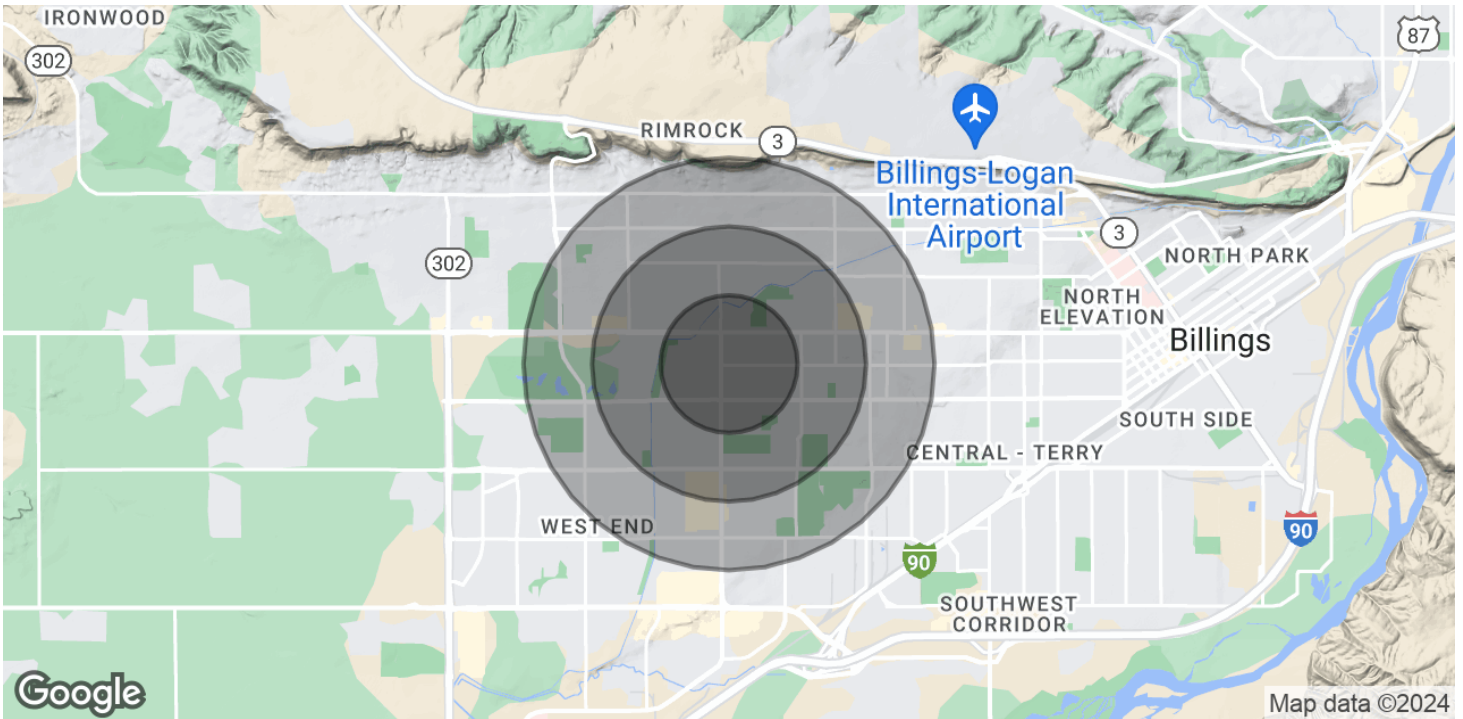 IRONWOOD
302
87
RIMROCK
3
Billings-Logan
International
Airport
3
302
NORTH PARK
NORTH
ELEVATION
Billings
SOUTH SIDE
CENTRAL - TERRY
WEST END
90
90
SOUTHWEST
CORRIDOR
Google
Map data ©2024